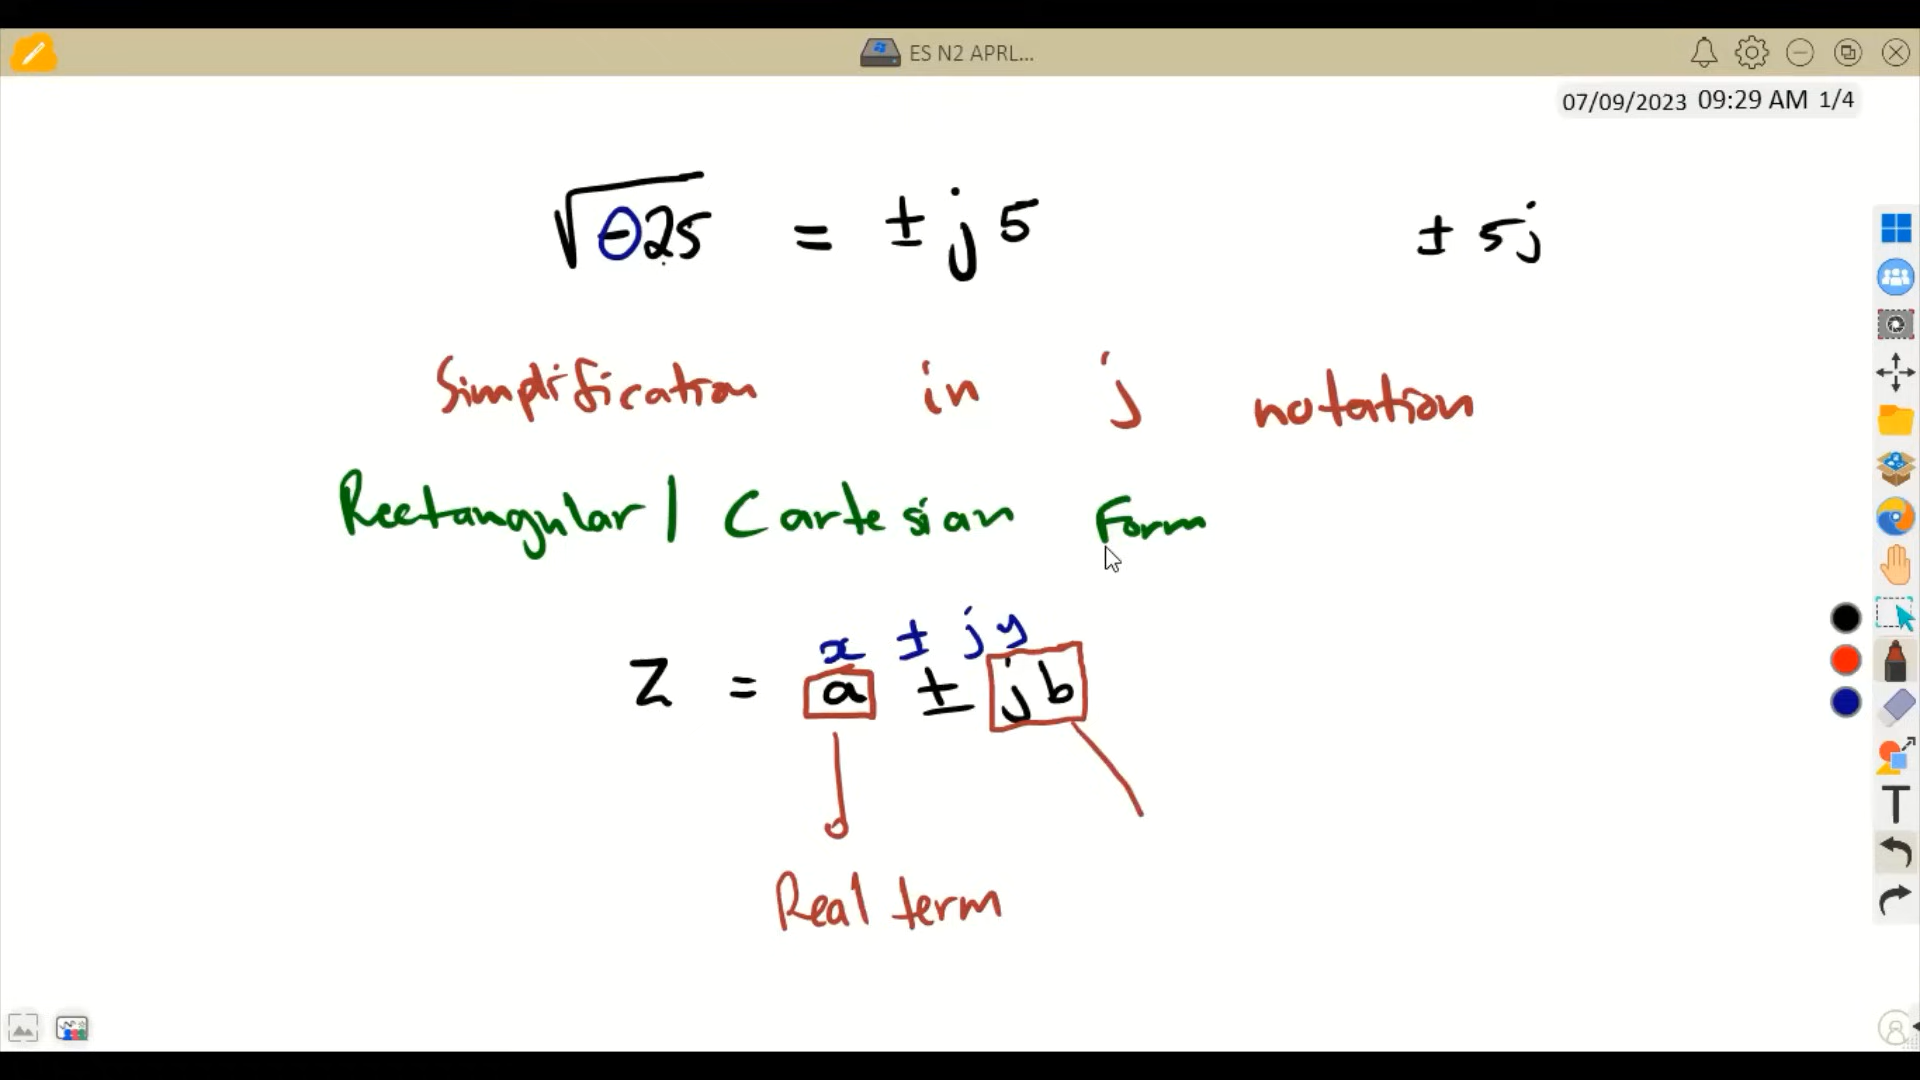 ES N2 APRL...
07/09/2023 09:29 AM 1/4
√-25 = ± j5 ± 5j
Simplification in j notation
Rectangular | Cartesian Form
x ± jy
Z = a ± jb
Real term
T